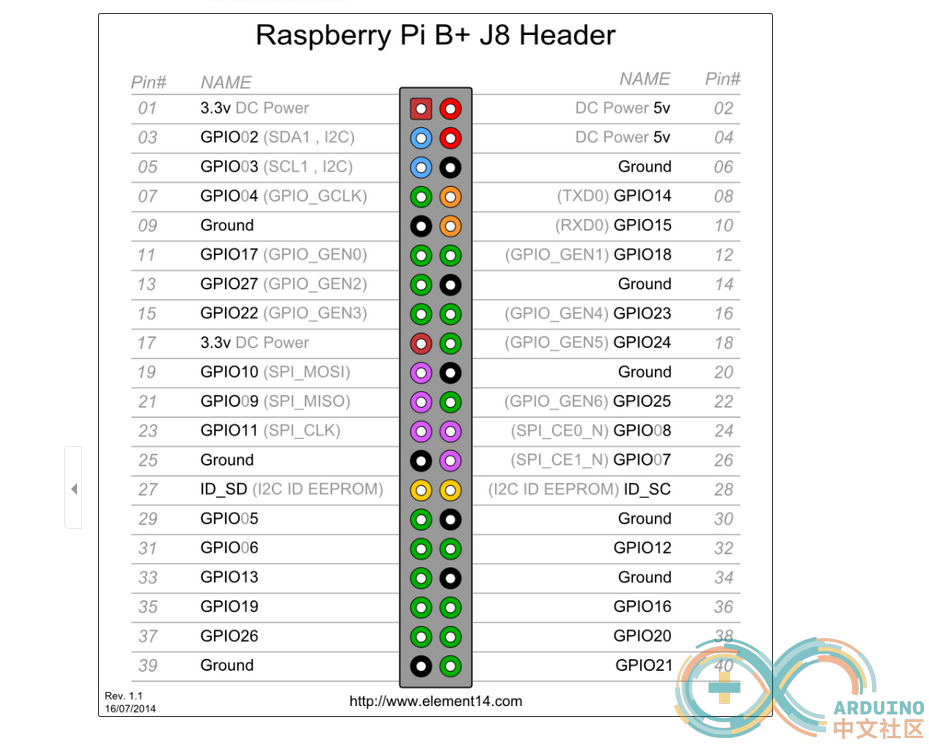 Raspberry Pi B+ J8 Header
Pin# NAME NAME Pin#
01 3.3v DC Power DC Power 5v 02
03 GPIO02 (SDA1 , I2C) DC Power 5v 04
05 GPIO03 (SCL1 , I2C) Ground 06
07 GPIO04 (GPIO_GCLK) (TXD0) GPIO14 08
09 Ground (RXD0) GPIO15 10
11 GPIO17 (GPIO_GEN0) (GPIO_GEN1) GPIO18 12
13 GPIO27 (GPIO_GEN2) Ground 14
15 GPIO22 (GPIO_GEN3) (GPIO_GEN4) GPIO23 16
17 3.3v DC Power (GPIO_GEN5) GPIO24 18
19 GPIO10 (SPI_MOSI) Ground 20
21 GPIO09 (SPI_MISO) (GPIO_GEN6) GPIO25 22
23 GPIO11 (SPI_CLK) (SPI_CE0_N) GPIO08 24
25 Ground (SPI_CE1_N) GPIO07 26
27 ID_SD (I2C ID EEPROM) (I2C ID EEPROM) ID_SC 28
29 GPIO05 Ground 30
31 GPIO06 GPIO12 32
33 GPIO13 Ground 34
35 GPIO19 GPIO16 36
37 GPIO26 GPIO20 38
39 Ground GPIO21 40
Rev. 1.1
16/07/2014
http://www.element14.com
ARDUINO
中文社区